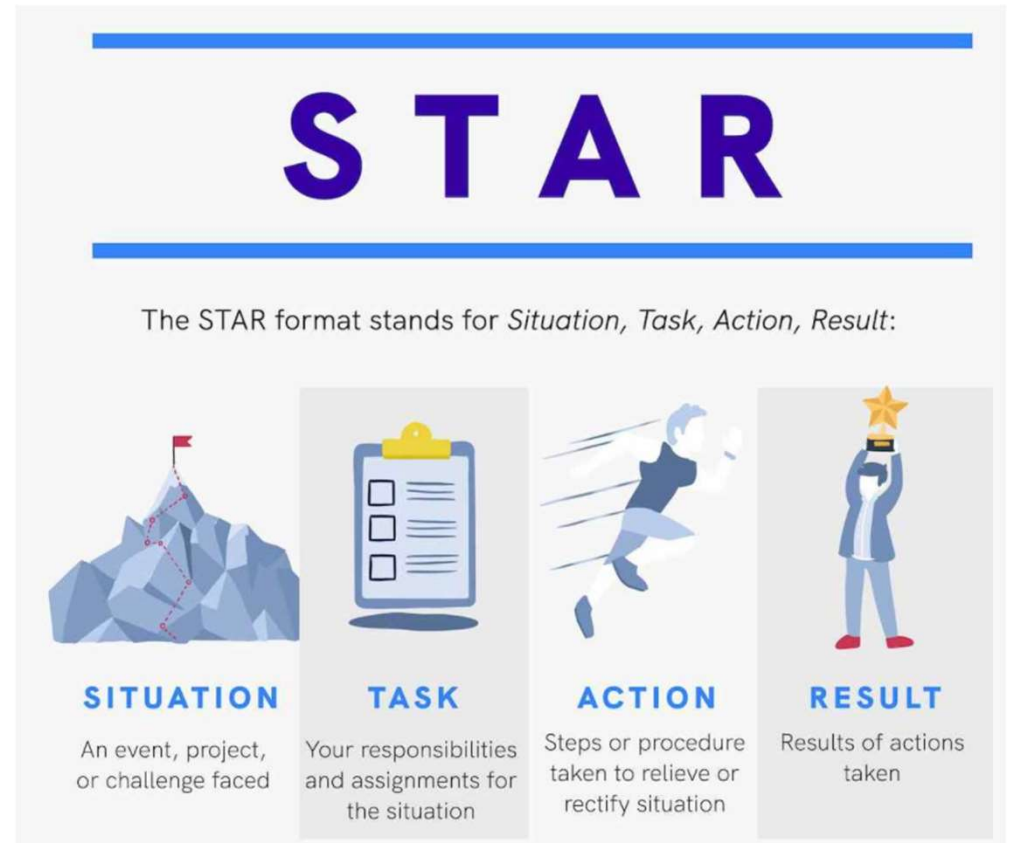 STAR
The STAR format stands for Situation, Task, Action, Result:
SITUATION
An event, project,
or challenge faced
TASK
Your responsibilities
and assignments for
the situation
ACTION
Steps or procedure
taken to relieve or
rectify situation
RESULT
Results of actions
taken